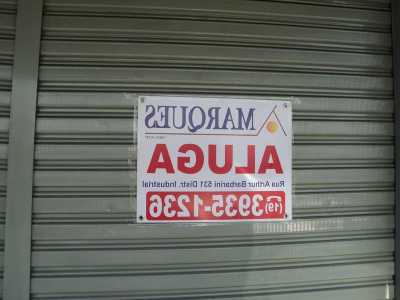 MARQUES
ALUGA
Rua Arthur Barbarini 531 Distr. Industrial
(19) 3935-1236